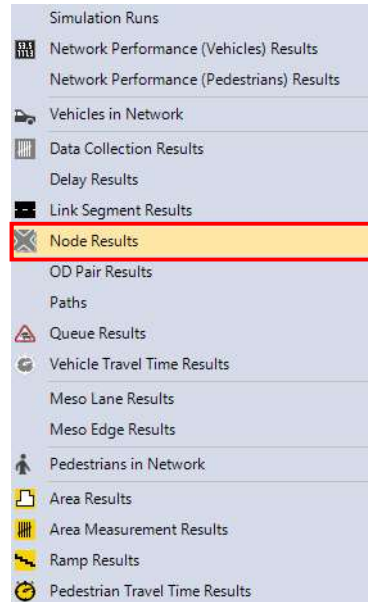 Simulation Runs
Network Performance (Vehicles) Results
Network Performance (Pedestrians) Results
Vehicles in Network
Data Collection Results
Delay Results
Link Segment Results
Node Results
OD Pair Results
Paths
Queue Results
Vehicle Travel Time Results
Meso Lane Results
Meso Edge Results
Pedestrians in Network
Area Results
Area Measurement Results
Ramp Results
Pedestrian Travel Time Results